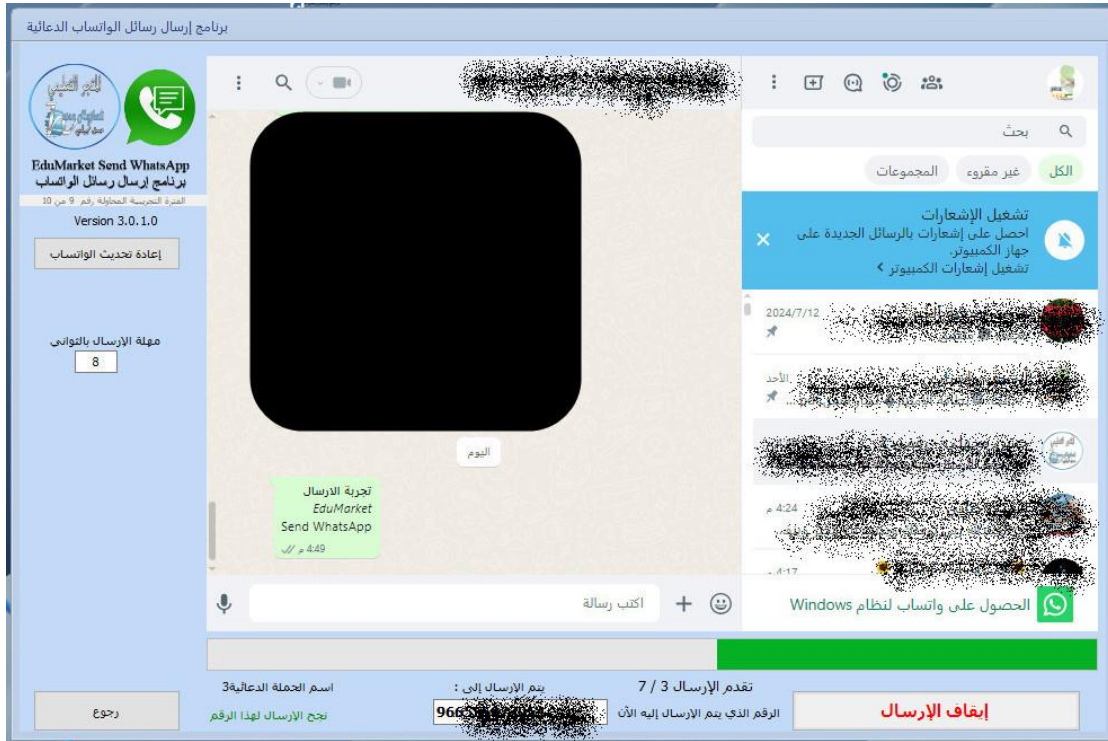 برنامج إرسال رسائل الواتساب الدعائية
EduMarket Send WhatsApp
برنامج إرسال رسائل الواتساب
الفترة التجريبية المحاولة رقم 9 من 10
Version 3.0.1.0
إعادة تحديث الواتساب
مهلة الإرسال بالثواني
8
بحث
الكل
غير مقروء
المجموعات
تشغيل الإشعارات
احصل على إشعارات بالرسائل الجديدة على
جهاز الكمبيوتر.
تشغيل إشعارات الكمبيوتر
2024/7/12
الأحد
4:24 م
4:17 م
الحصول على واتساب لنظام Windows
اليوم
تجربة الارسال
EduMarket
Send WhatsApp
4:49 م
اكتب رسالة
تقدم الإرسال 3 / 7
يتم الإرسال إلى :
اسم الحملة الدعائية3
إيقاف الإرسال
الرقم الذي يتم الإرسال إليه الآن
966
نجح الإرسال لهذا الرقم
رجوع